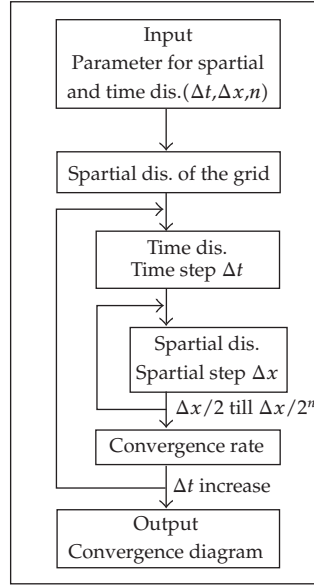 Input
Parameter for spartial
and time dis.(Δt,Δx,n)
Spartial dis. of the grid
Time dis.
Time step Δt
Spartial dis.
Spartial step Δx
Δx/2 till Δx/2ⁿ
Convergence rate
Δt increase
Output
Convergence diagram